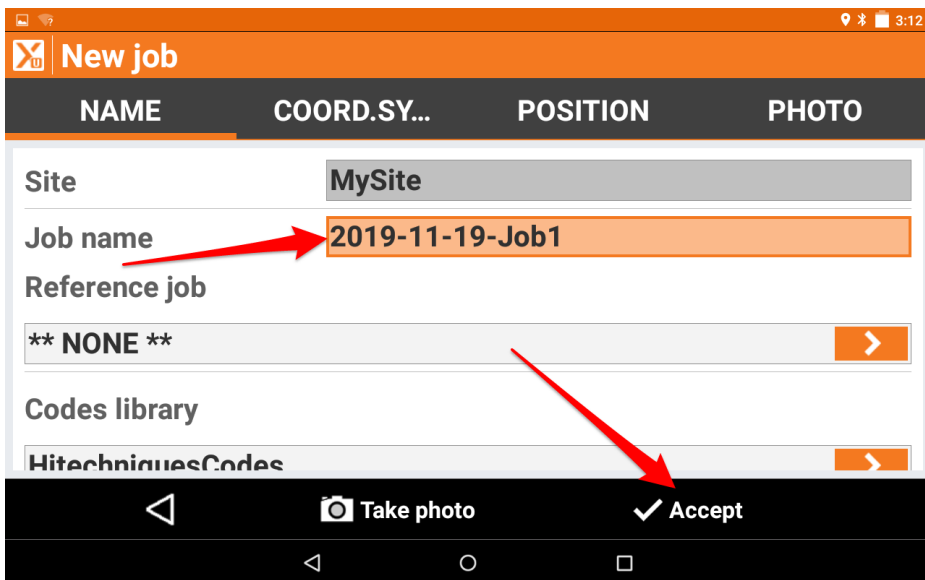 3:12
XU New job
NAME COORD.SY... POSITION PHOTO
Site MySite
Job name 2019-11-19-Job1
Reference job
** NONE **
Codes library
HitechniquesCodes
Take photo Accept